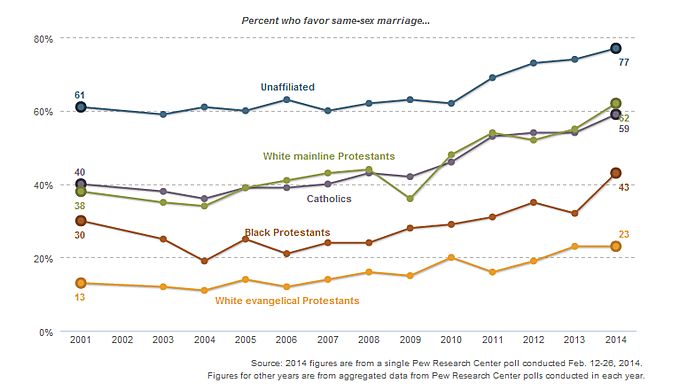 Percent who favor same-sex marriage...
80%
77
Unaffiliated
61
60%
62
59
White mainline Protestants
40
40%
43
38
Catholics
30
Black Protestants
23
20%
13
White evangelical Protestants
0%
2001 2002 2003 2004 2005 2006 2007 2008 2009 2010 2011 2012 2013 2014
Source: 2014 figures are from a single Pew Research Center poll conducted Feb. 12-26, 2014.
Figures for other years are from aggregated data from Pew Research Center polls conducted in each year.